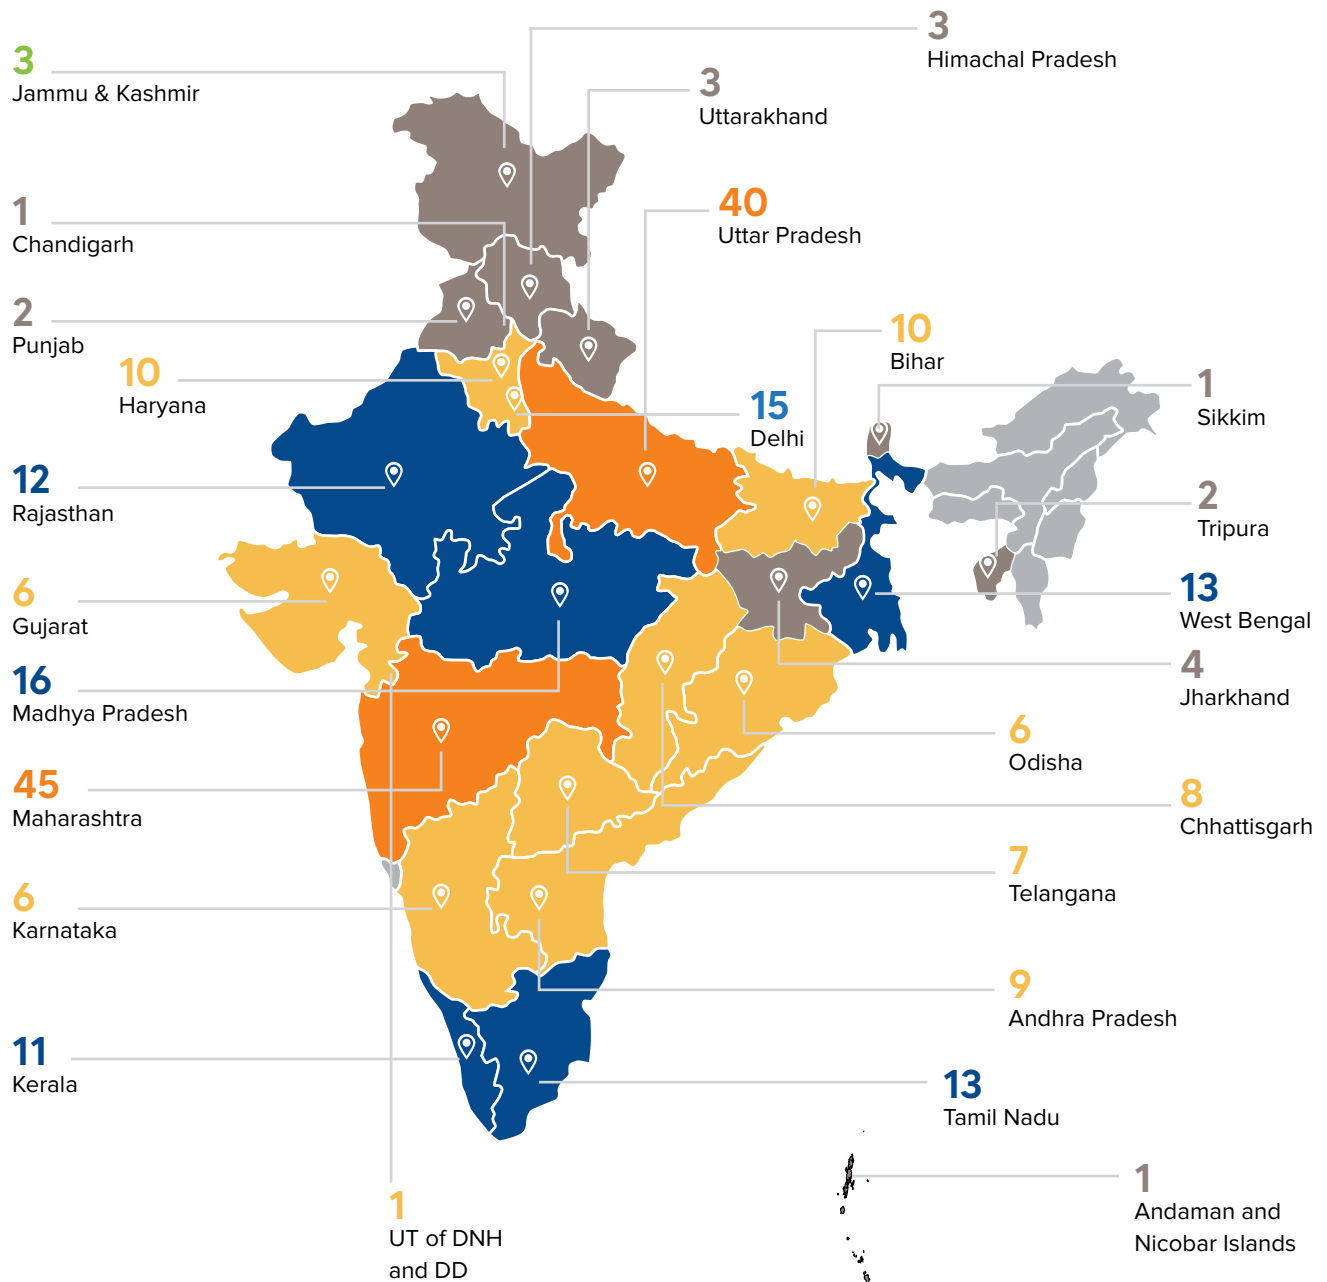 3
Himachal Pradesh
3
Jammu & Kashmir
3
Uttarakhand
1
Chandigarh
40
Uttar Pradesh
2
Punjab
10
Bihar
10
Haryana
1
Sikkim
15
Delhi
12
Rajasthan
2
Tripura
6
Gujarat
13
West Bengal
16
Madhya Pradesh
4
Jharkhand
6
Odisha
45
Maharashtra
8
Chhattisgarh
7
Telangana
6
Karnataka
9
Andhra Pradesh
11
Kerala
13
Tamil Nadu
1
Andaman and
Nicobar Islands
1
UT of DNH
and DD